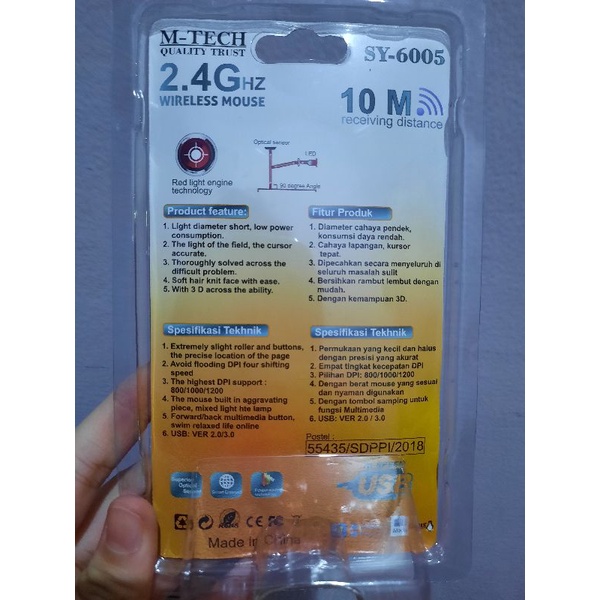 M-TECH
QUALITY TRUST
SY-6005
2.4GHZ
WIRELESS MOUSE
10 M
receiving distance
Optical sensor
LED
90 degree Angle
Red light engine
technology
Product feature:
1. Light diameter short, low power
consumption.
2. The light of the field, the cursor
accurate.
3. Thoroughly solved across the
difficult problem.
4. Soft hair knit face with ease.
5. With 3 D across the ability.
Fitur Produk
1. Diameter cahaya pendek,
konsumsi daya rendah.
2. Cahaya lapangan, kursor
tepat.
3. Dipecahkan secara menyeluruh di
seluruh masalah sulit
4. Bersihkan rambut lembut dengan
mudah.
5. Dengan kemampuan 3D.
Spesifikasi Tekhnik
1. Extremely slight roller and buttons,
the precise location of the page
2. Avoid flooding DPI four shifting
speed
3. The highest DPI support :
800/1000/1200
4. The mouse built in aggravating
piece, mixed light hte lamp
5. Forward/back multimedia button,
swim relaxed life online
6. USB: VER 2.0/3.0
Spesifikasi Tekhnik
1. Permukaan yang kecil dan halus
dengan presisi yang akurat
2. Empat tingkat kecepatan DPI
3. Pilihan DPI: 800/1000/1200
4. Dengan berat mouse yang sesuai
dan nyaman digunakan
5. Dengan tombol samping untuk
fungsi Multimedia
6. USB: VER 2.0 / 3.0
Postel :
55435/SDPPI/2018
Optical
USB
CE FC
Made in China